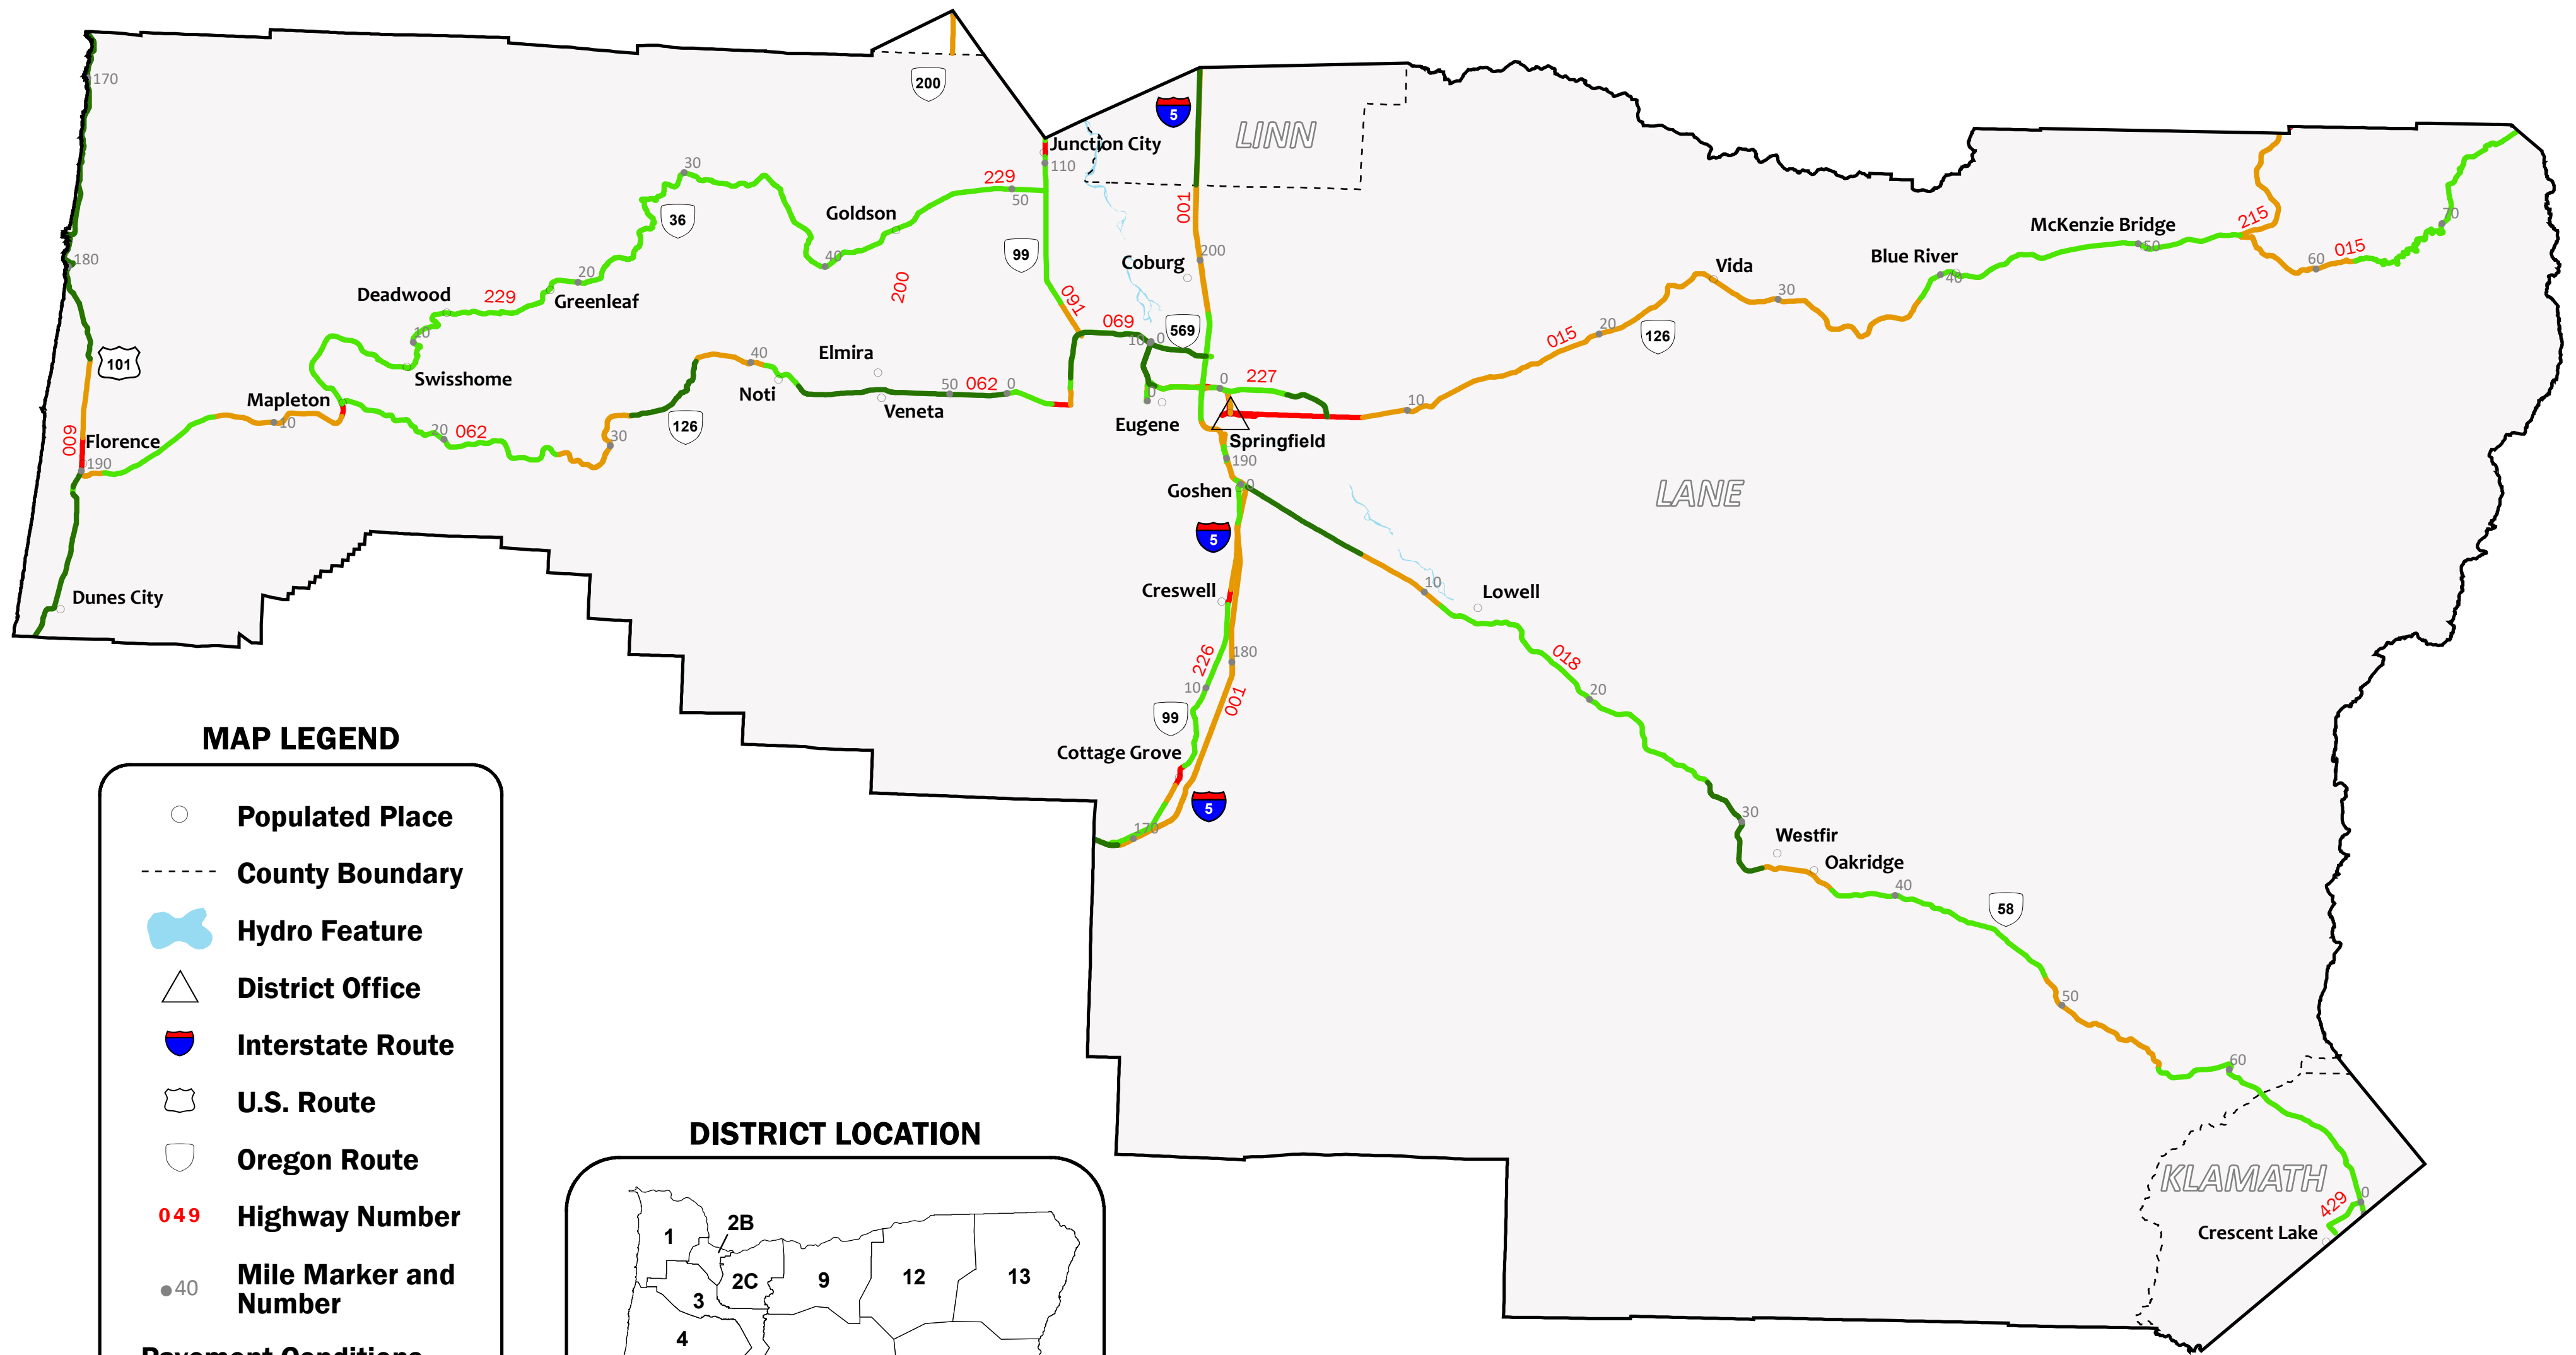 170
200
5
LINN
Junction City
110
30
229
50
36
Goldson
99
001
200
Coburg
180
20
40
200
Deadwood
229
Greenleaf
091
069
569
10
0
10
101
Swisshome
Elmira
40
Noti
50
062
0
Veneta
0
227
0
Eugene
Mapleton
10
126
009
Florence
190
20
062
30
Springfield
190
Goshen
0
McKenzie Bridge
50
215
70
Blue River
40
60
015
Vida
30
20
015
126
10
LANE
5
Dunes City
Creswell
10
Lowell
226
180
018
10
001
20
99
Cottage Grove
5
170
30
Westfir
Oakridge
40
58
50
60
KLAMATH
429
0
Crescent Lake
MAP LEGEND
Populated Place
County Boundary
Hydro Feature
District Office
Interstate Route
U.S. Route
Oregon Route
049
Highway Number
40
Mile Marker and
Number
Pavement Conditions
DISTRICT LOCATION
1
2B
2C
3
4
9
12
13